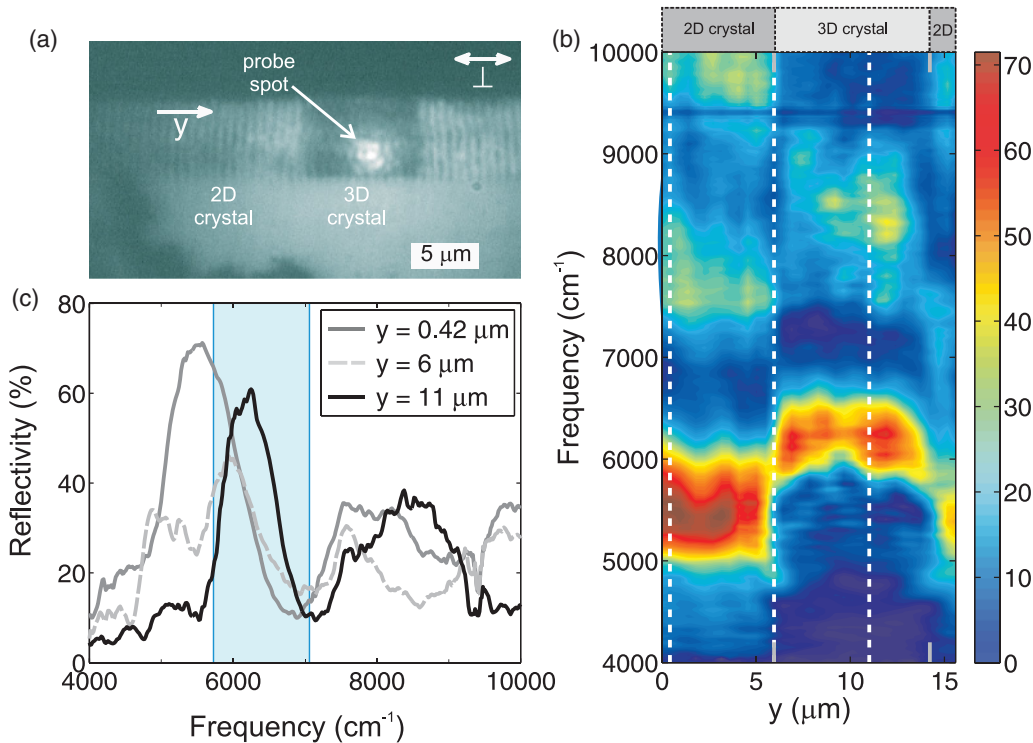 (a)
probe
spot
⊥
y
2D
crystal
3D
crystal
5 μm
(b)
2D crystal
3D crystal
2D
10000
9000
8000
7000
6000
5000
4000
Frequency (cm⁻¹)
0
5
10
15
y (μm)
70
60
50
40
30
20
10
0
(c)
80
60
40
20
0
Reflectivity (%)
y = 0.42 μm
y = 6 μm
y = 11 μm
4000
6000
8000
10000
Frequency (cm⁻¹)